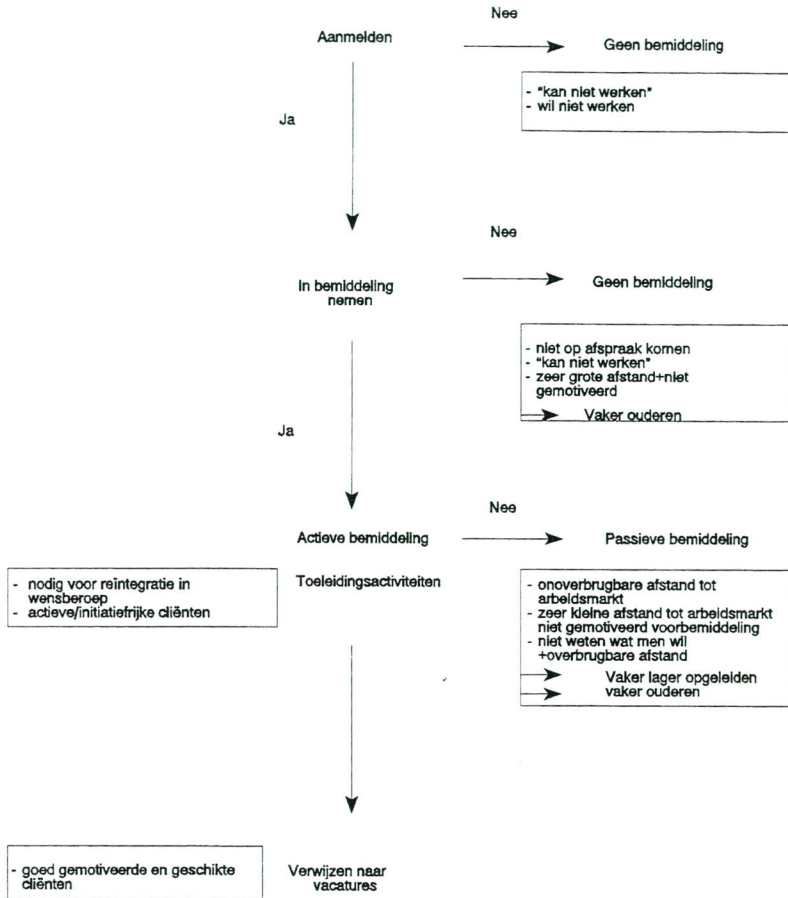 Nee
Aanmelden
Geen bemiddeling
- "kan niet werken"
- wil niet werken
Ja
Nee
In bemiddeling
nemen
Geen bemiddeling
- niet op afspraak komen
- "kan niet werken"
- zeer grote afstand+niet
gemotiveerd
Vaker ouderen
Ja
Nee
Actieve bemiddeling
Passieve bemiddeling
- nodig voor reïntegratie in
wensberoep
- actieve/initiatiefrijke cliënten
Toeleidingsactiviteiten
- onoverbrugbare afstand tot
arbeidsmarkt
- zeer kleine afstand tot arbeidsmarkt
niet gemotiveerd voorbemiddeling
- niet weten wat men wil
+overbrugbare afstand
Vaker lager opgeleiden
vaker ouderen
- goed gemotiveerde en geschikte
cliënten
Verwijzen naar
vacatures